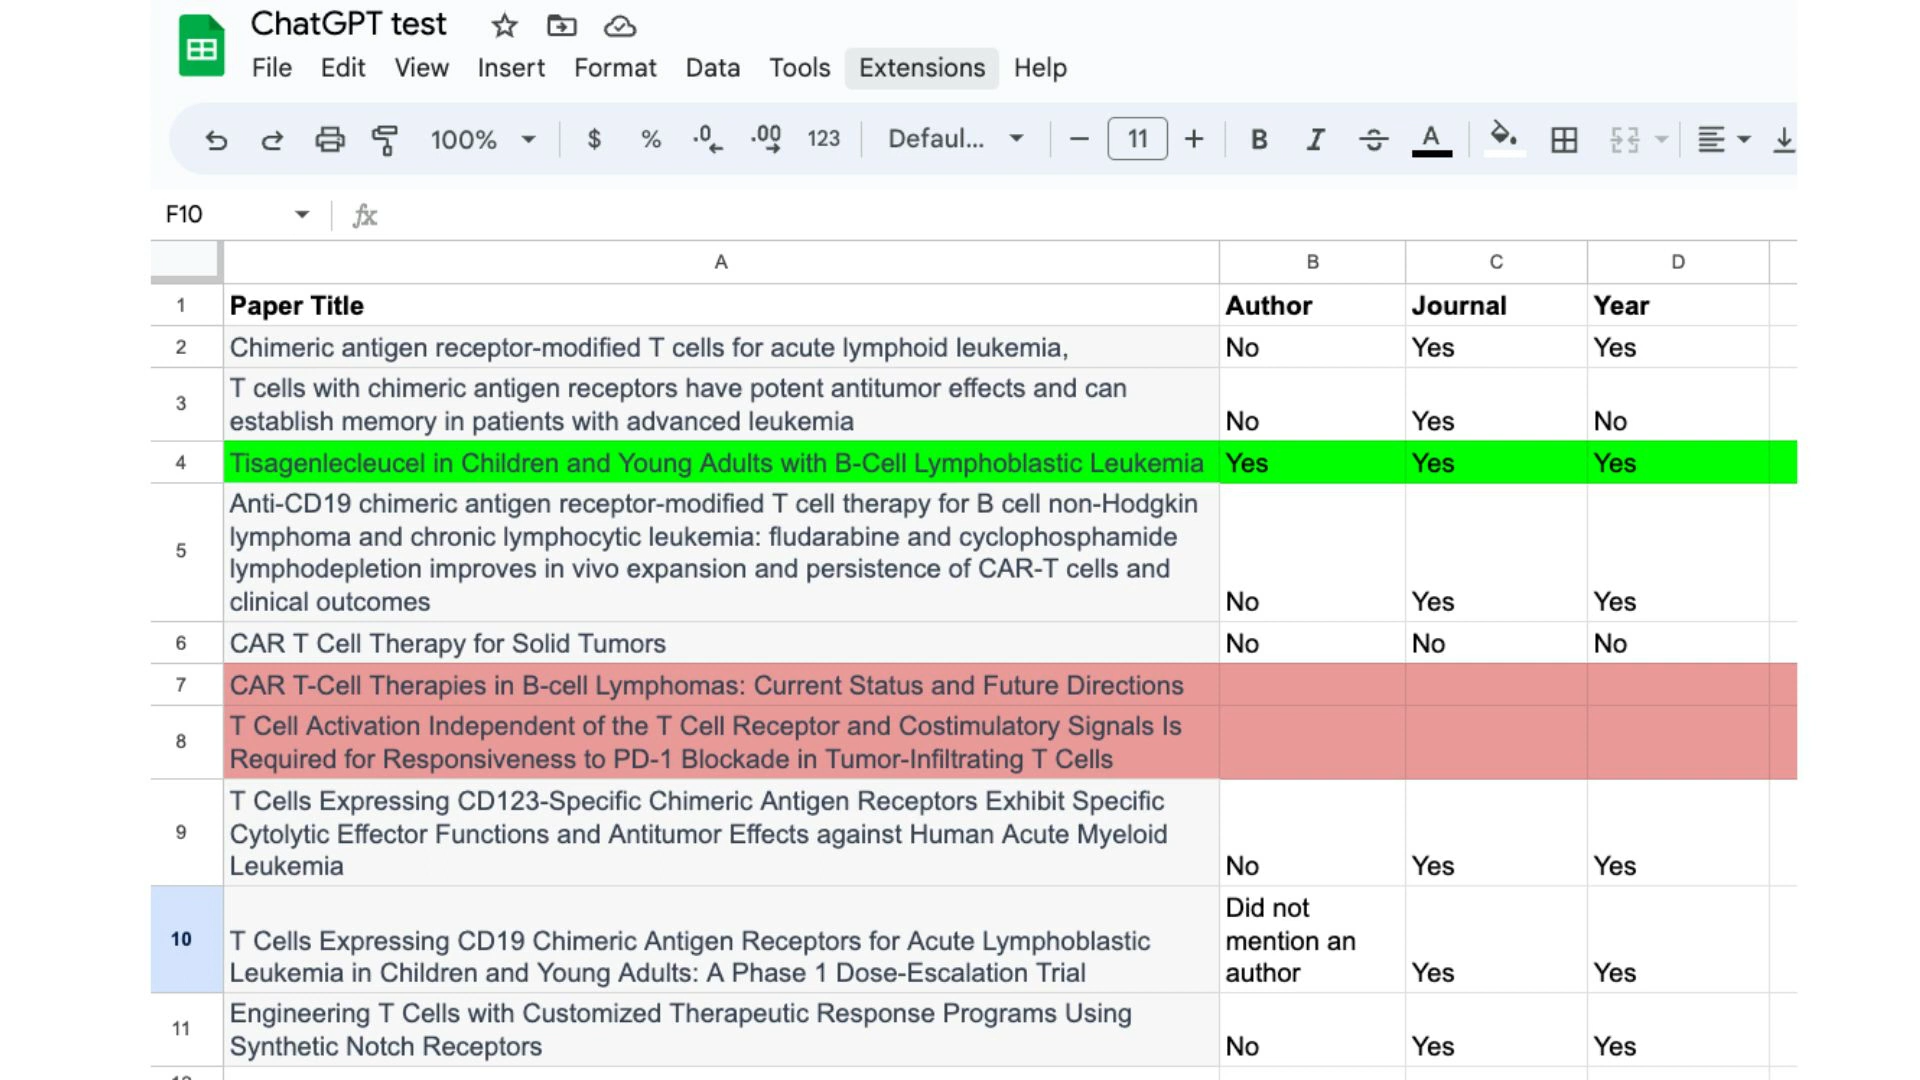 ChatGPT test
File Edit View Insert Format Data Tools Extensions Help
100% $ % .0 .00 123 Defaul... − 11 + B I S A
F10 fx
A B C D
1 Paper Title Author Journal Year
2 Chimeric antigen receptor-modified T cells for acute lymphoid leukemia, No Yes Yes
3 T cells with chimeric antigen receptors have potent antitumor effects and can
establish memory in patients with advanced leukemia No Yes No
4 Tisagenlecleucel in Children and Young Adults with B-Cell Lymphoblastic Leukemia Yes Yes Yes
5 Anti-CD19 chimeric antigen receptor-modified T cell therapy for B cell non-Hodgkin
lymphoma and chronic lymphocytic leukemia: fludarabine and cyclophosphamide
lymphodepletion improves in vivo expansion and persistence of CAR-T cells and
clinical outcomes No Yes Yes
6 CAR T Cell Therapy for Solid Tumors No No No
7 CAR T-Cell Therapies in B-cell Lymphomas: Current Status and Future Directions
8 T Cell Activation Independent of the T Cell Receptor and Costimulatory Signals Is
Required for Responsiveness to PD-1 Blockade in Tumor-Infiltrating T Cells
9 T Cells Expressing CD123-Specific Chimeric Antigen Receptors Exhibit Specific
Cytolytic Effector Functions and Antitumor Effects against Human Acute Myeloid
Leukemia No Yes Yes
Did not
10 T Cells Expressing CD19 Chimeric Antigen Receptors for Acute Lymphoblastic mention an
Leukemia in Children and Young Adults: A Phase 1 Dose-Escalation Trial author Yes Yes
11 Engineering T Cells with Customized Therapeutic Response Programs Using
Synthetic Notch Receptors No Yes Yes